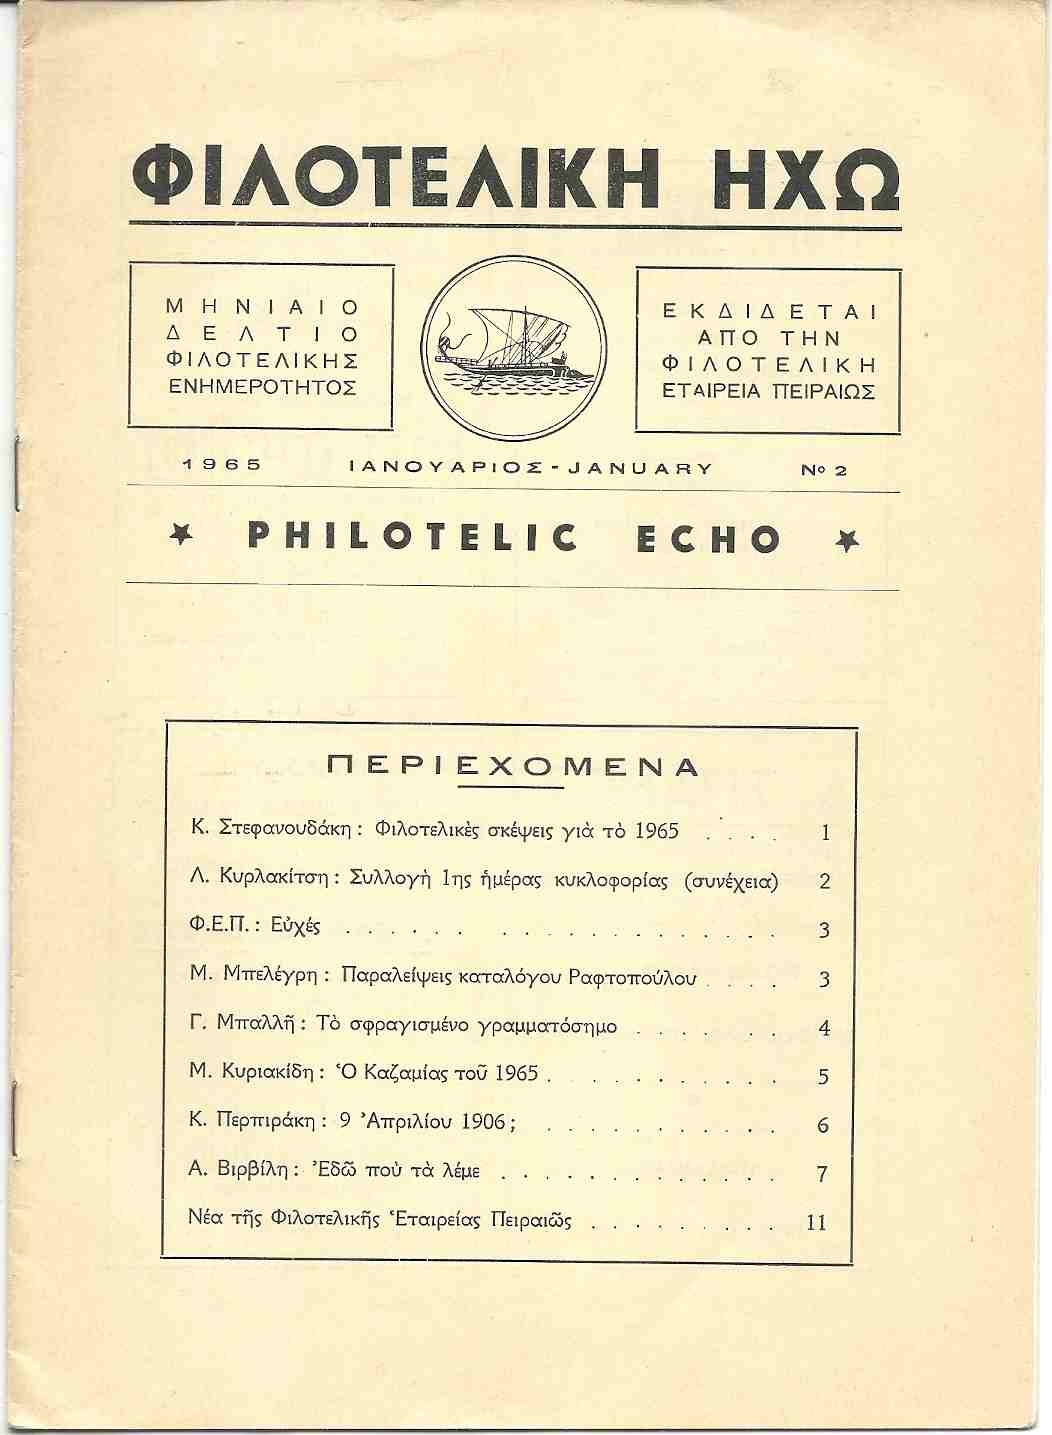 ΦΙΛΟΤΕΛΙΚΗ ΗΧΩ
ΜΗΝΙΑΙΟ
ΔΕΛΤΙΟ
ΦΙΛΟΤΕΛΙΚΗΣ
ΕΝΗΜΕΡΟΤΗΤΟΣ
ΕΚΔΙΔΕΤΑΙ
ΑΠΟ ΤΗΝ
ΦΙΛΟΤΕΛΙΚΗ
ΕΤΑΙΡΕΙΑ ΠΕΙΡΑΙΩΣ
1965 ΙΑΝΟΥΑΡΙΟΣ - JANUARY Nº 2
★ PHILOTELIC ECHO ★
ΠΕΡΙΕΧΟΜΕΝΑ
Κ. Στεφανουδάκη : Φιλοτελικὲς σκέψεις γιὰ τὸ 1965 . . . . 1
Λ. Κυρλακίτση : Συλλογὴ 1ης ἡμέρας κυκλοφορίας (συνέχεια) 2
Φ.Ε.Π. : Εὐχές . . . . . . . . . . . . . . . . . . . 3
Μ. Μπελέγρη : Παραλείψεις καταλόγου Ραφτοπούλου . . . . 3
Γ. Μπαλλῆ : Τὸ σφραγισμένο γραμματόσημο . . . . . . 4
Μ. Κυριακίδη : Ὁ Καζαμίας τοῦ 1965 . . . . . . . . . . . 5
Κ. Περπιράκη : 9 Ἀπριλίου 1906 ; . . . . . . . . . . . 6
Α. Βιρβίλη : Ἐδῶ ποὺ τὰ λέμε . . . . . . . . . . . . . 7
Νέα τῆς Φιλοτελικῆς Ἑταιρείας Πειραιῶς . . . . . . . . . 11